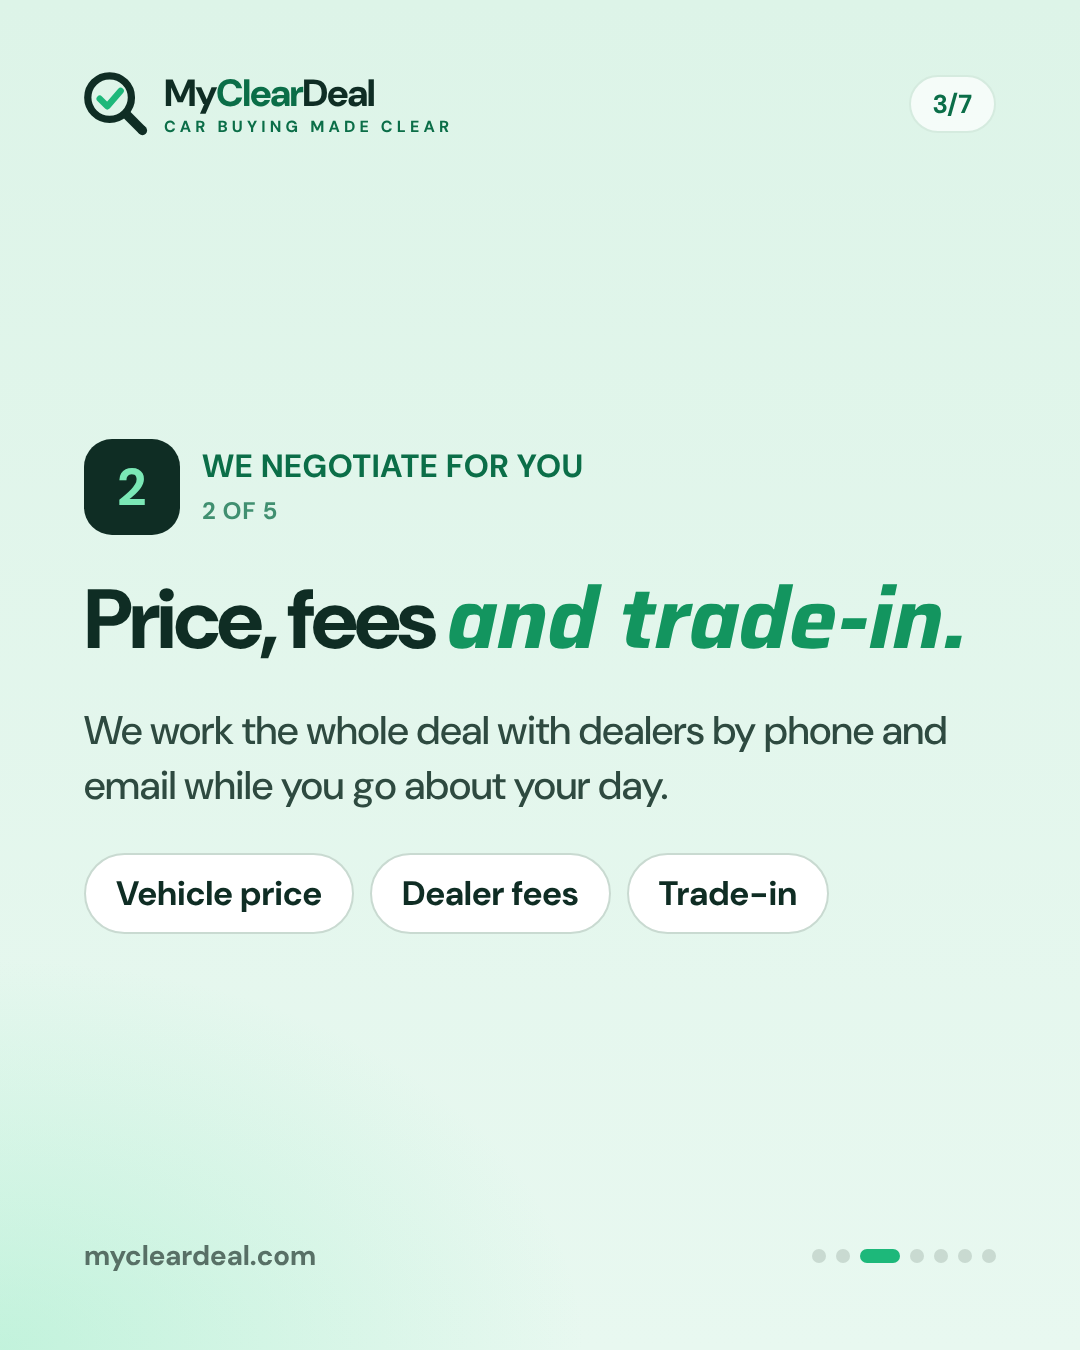 MyClearDeal
CAR BUYING MADE CLEAR
3/7
2
WE NEGOTIATE FOR YOU
2 OF 5
Price, fees and trade-in.
We work the whole deal with dealers by phone and
email while you go about your day.
Vehicle price
Dealer fees
Trade-in
mycleardeal.com